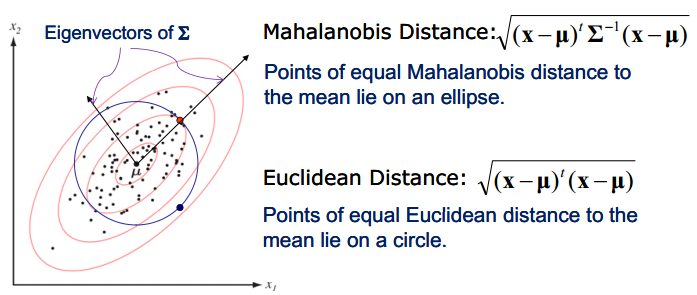 x₂
Eigenvectors of Σ
μ
x₁
Mahalanobis Distance: √(x−μ)ᵗΣ⁻¹(x−μ)
Points of equal Mahalanobis distance to
the mean lie on an ellipse.
Euclidean Distance: √(x−μ)ᵗ(x−μ)
Points of equal Euclidean distance to the
mean lie on a circle.